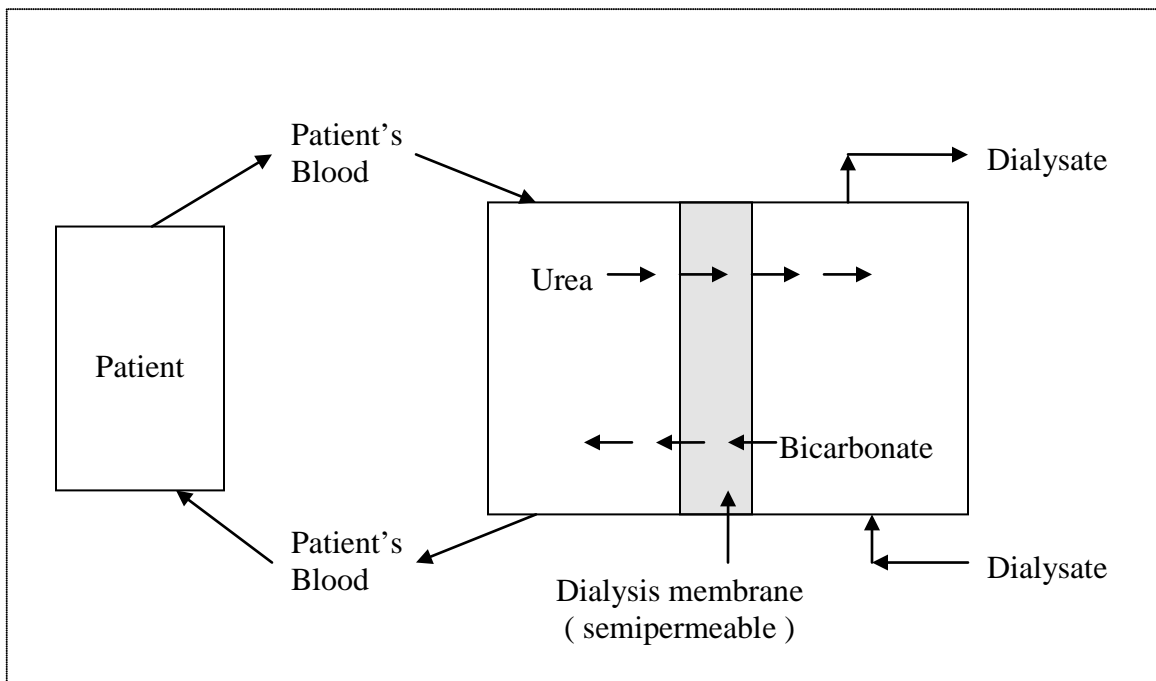 Patient's
Blood
Dialysate
Urea
Patient
Bicarbonate
Patient's
Blood
Dialysate
Dialysis membrane
( semipermeable )